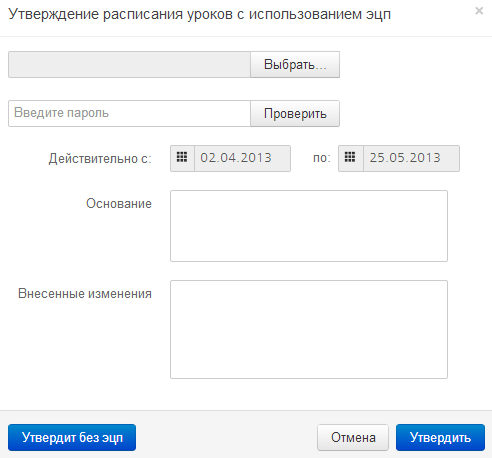 Утверждение расписания уроков с использованием эцп
×
Выбрать...
Введите пароль Проверить
Действительно с: 02.04.2013 по: 25.05.2013
Основание
Внесенные изменения
Утвердит без эцп Отмена Утвердить